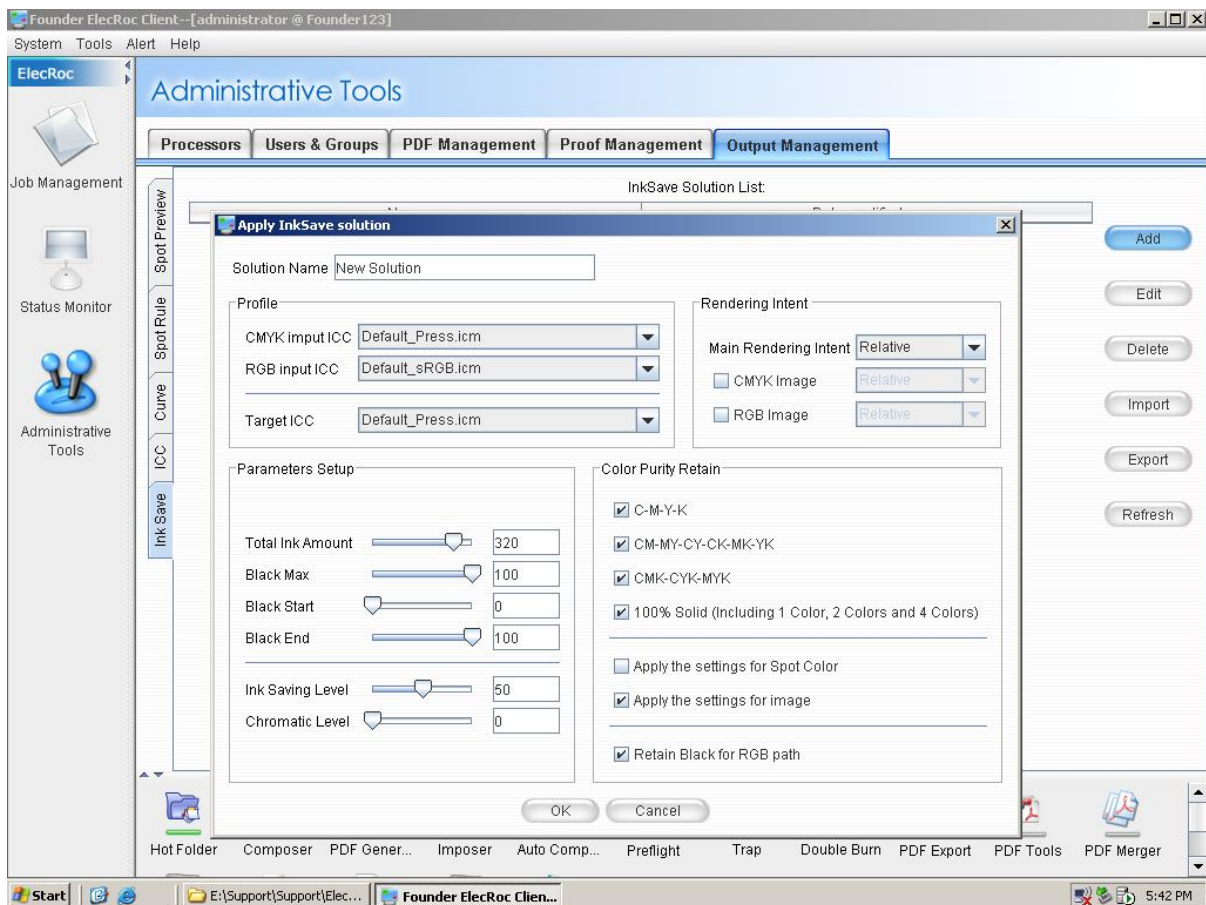 Founder ElecRoc Client--[administrator @ Founder123]
System Tools Alert Help
ElecRoc
Administrative Tools
Processors Users & Groups PDF Management Proof Management Output Management
Job Management
Status Monitor
Administrative
Tools
Spot Preview
Spot Rule
Curve
ICC
Ink Save
InkSave Solution List:
Apply InkSave solution
Solution Name New Solution
Profile
CMYK imput ICC Default_Press.icm
RGB input ICC Default_sRGB.icm
Target ICC Default_Press.icm
Rendering Intent
Main Rendering Intent Relative
CMYK Image Relative
RGB Image Relative
Parameters Setup
Total Ink Amount 320
Black Max 100
Black Start 0
Black End 100
Ink Saving Level 50
Chromatic Level 0
Color Purity Retain
C-M-Y-K
CM-MY-CY-CK-MK-YK
CMK-CYK-MYK
100% Solid (Including 1 Color, 2 Colors and 4 Colors)
Apply the settings for Spot Color
Apply the settings for image
Retain Black for RGB path
OK Cancel
Add
Edit
Delete
Import
Export
Refresh
Hot Folder Composer PDF Gener... Imposer Auto Comp... Preflight Trap Double Burn PDF Export PDF Tools PDF Merger
Start E:\Support\Support\Elec... Founder ElecRoc Clien... 5:42 PM